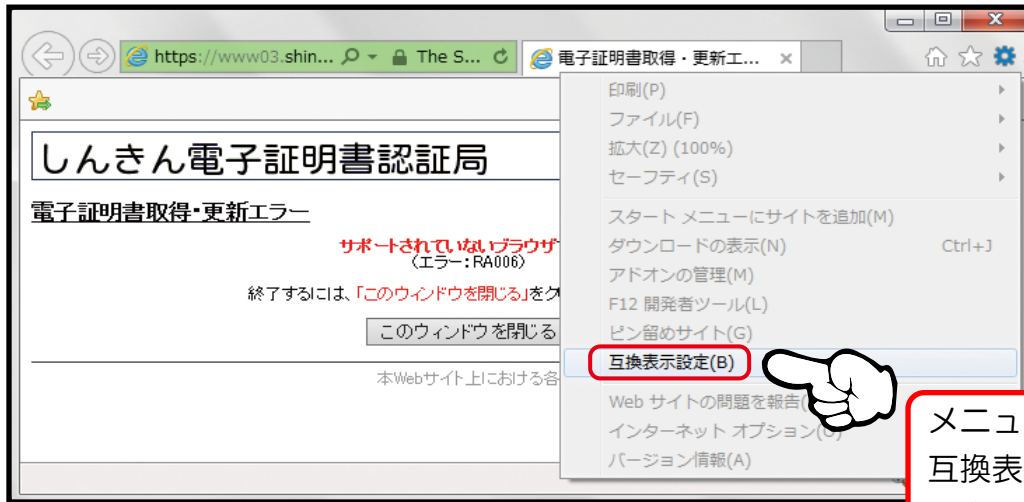 https://www03.shin... The S... 電子証明書取得・更新エ...
しんきん電子証明書認証局
電子証明書取得・更新エラー
サポートされていないブラウザ
（エラー：RA006）
終了するには、「このウィンドウを閉じる」をク
このウィンドウを閉じる
本Webサイト上における各
印刷(P)
ファイル(F)
拡大(Z) (100%)
セーフティ(S)
スタート メニューにサイトを追加(M)
ダウンロードの表示(N) Ctrl+J
アドオンの管理(M)
F12 開発者ツール(L)
ピン留めサイト(G)
互換表示設定(B)
Web サイトの問題を報告(
インターネット オプション(O)
バージョン情報(A)
メニュ
互換表